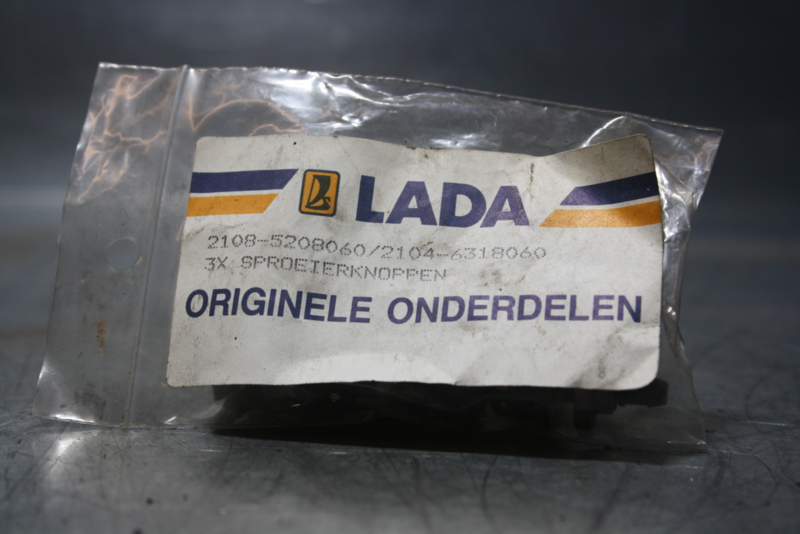 LADA
2108-5208060/2104-6318060
3X SPROEIERKNOPPEN
ORIGINELE ONDERDELEN